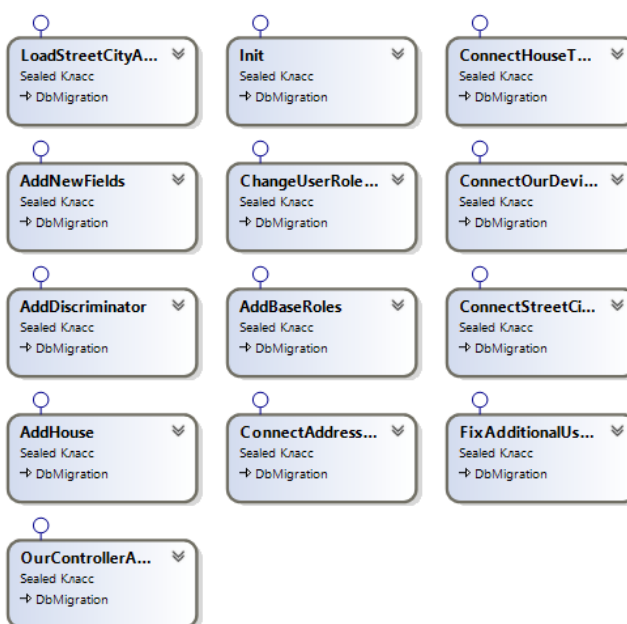 LoadStreetCityA...
Sealed Класс
DbMigration
Init
Sealed Класс
DbMigration
ConnectHouseT...
Sealed Класс
DbMigration
AddNewFields
Sealed Класс
DbMigration
ChangeUserRole...
Sealed Класс
DbMigration
ConnectOurDevi...
Sealed Класс
DbMigration
AddDiscriminator
Sealed Класс
DbMigration
AddBaseRoles
Sealed Класс
DbMigration
ConnectStreetCi...
Sealed Класс
DbMigration
AddHouse
Sealed Класс
DbMigration
ConnectAddress...
Sealed Класс
DbMigration
FixAdditionalUs...
Sealed Класс
DbMigration
OurControllerA...
Sealed Класс
DbMigration